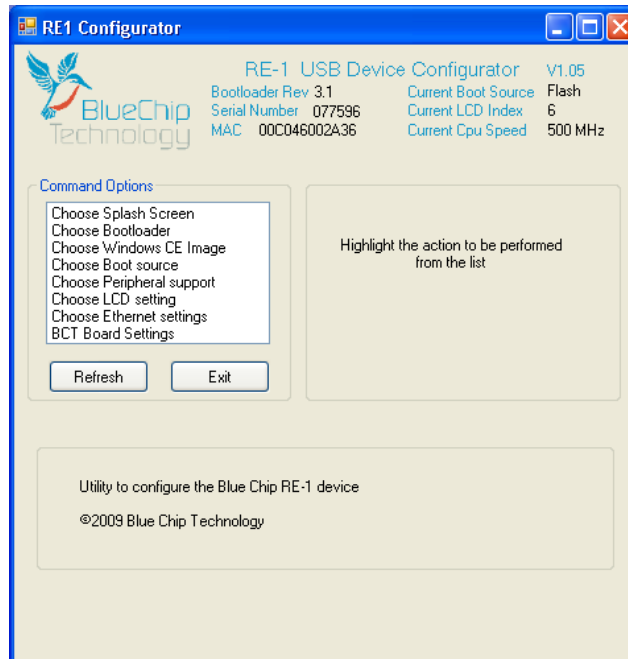 RE1 Configurator
RE-1 USB Device Configurator V1.05
BlueChip
Technology
Bootloader Rev 3.1 Current Boot Source Flash
Serial Number 077596 Current LCD Index 6
MAC 00C046002A36 Current Cpu Speed 500 MHz
Command Options
Choose Splash Screen
Choose Bootloader
Choose Windows CE Image
Choose Boot source
Choose Peripheral support
Choose LCD setting
Choose Ethernet settings
BCT Board Settings
Refresh Exit
Highlight the action to be performed
from the list
Utility to configure the Blue Chip RE-1 device
©2009 Blue Chip Technology